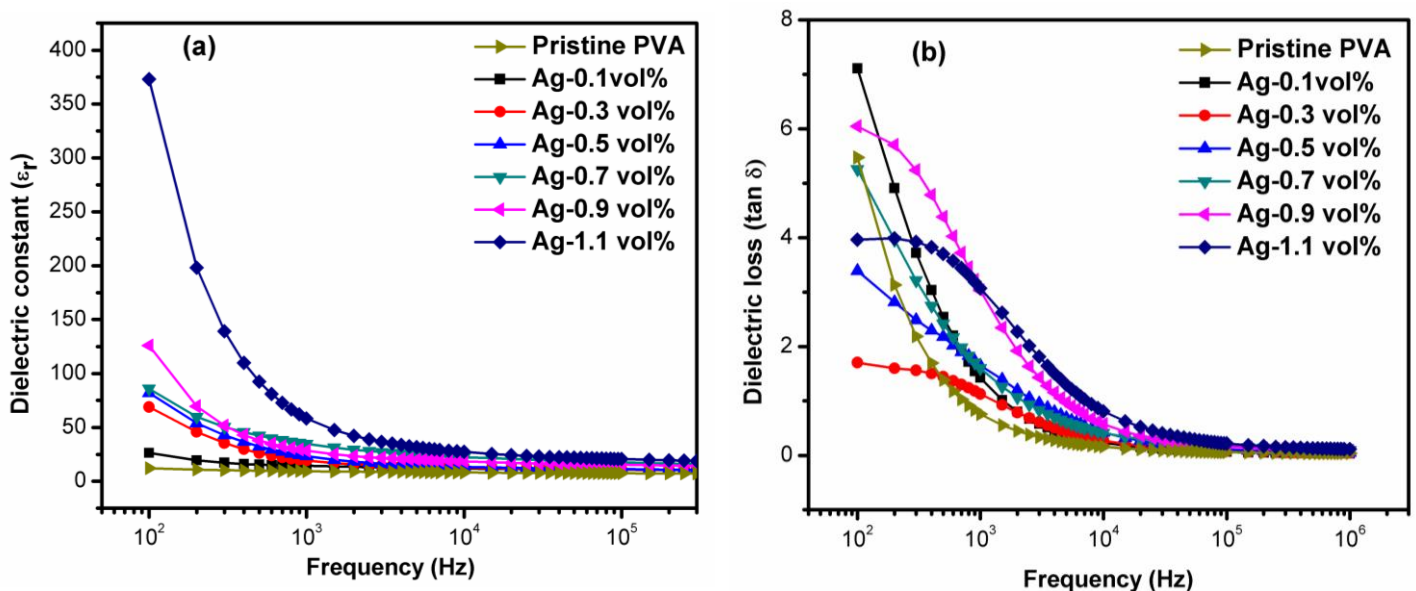 (a)
Dielectric constant (εr)
400
350
300
250
200
150
100
50
0
Pristine PVA
Ag-0.1vol%
Ag-0.3 vol%
Ag-0.5 vol%
Ag-0.7 vol%
Ag-0.9 vol%
Ag-1.1 vol%
10² 10³ 10⁴ 10⁵
Frequency (Hz)
(b)
Dielectric loss (tan δ)
8
6
4
2
0
Pristine PVA
Ag-0.1vol%
Ag-0.3 vol%
Ag-0.5 vol%
Ag-0.7 vol%
Ag-0.9 vol%
Ag-1.1 vol%
10² 10³ 10⁴ 10⁵ 10⁶
Frequency (Hz)